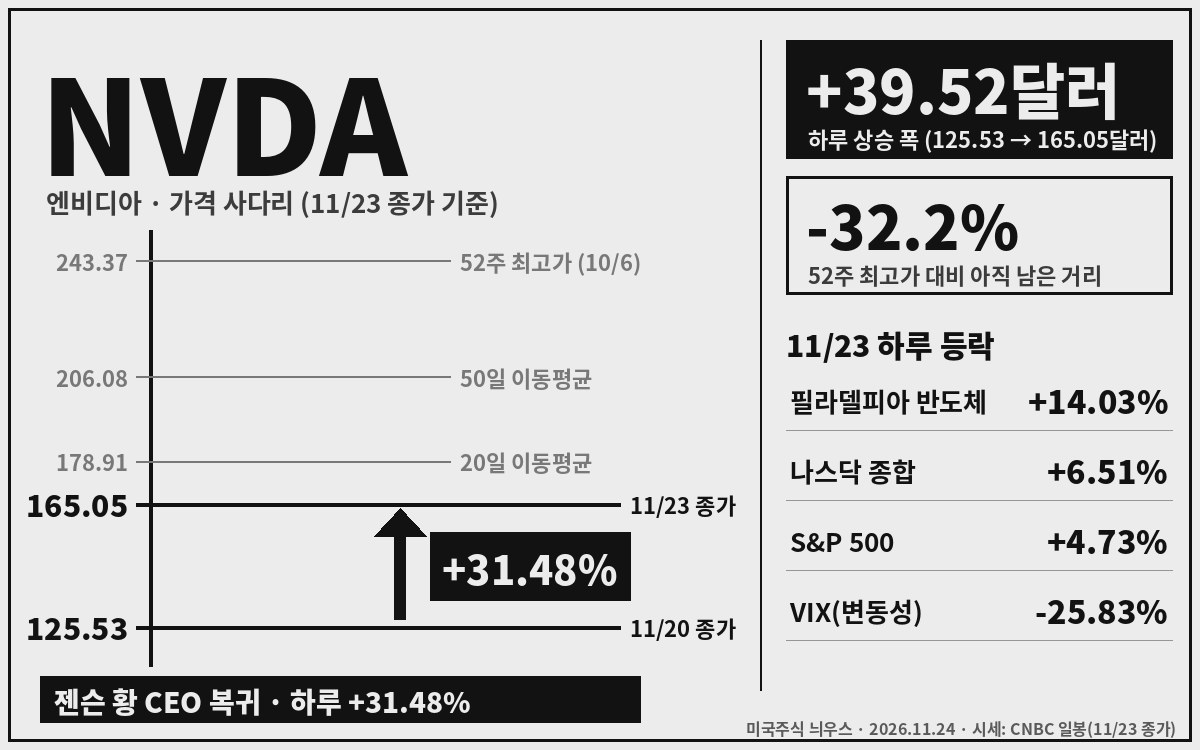 NVDA
엔비디아 · 가격 사다리 (11/23 종가 기준)
243.37 52주 최고가 (10/6)
206.08 50일 이동평균
178.91 20일 이동평균
165.05 11/23 종가
+31.48%
125.53 11/20 종가
젠슨 황 CEO 복귀 · 하루 +31.48%
+39.52달러
하루 상승 폭 (125.53 → 165.05달러)
-32.2%
52주 최고가 대비 아직 남은 거리
11/23 하루 등락
필라델피아 반도체 +14.03%
나스닥 종합 +6.51%
S&P 500 +4.73%
VIX(변동성) -25.83%
미국주식 늬우스 · 2026.11.24 · 시세: CNBC 일봉(11/23 종가)